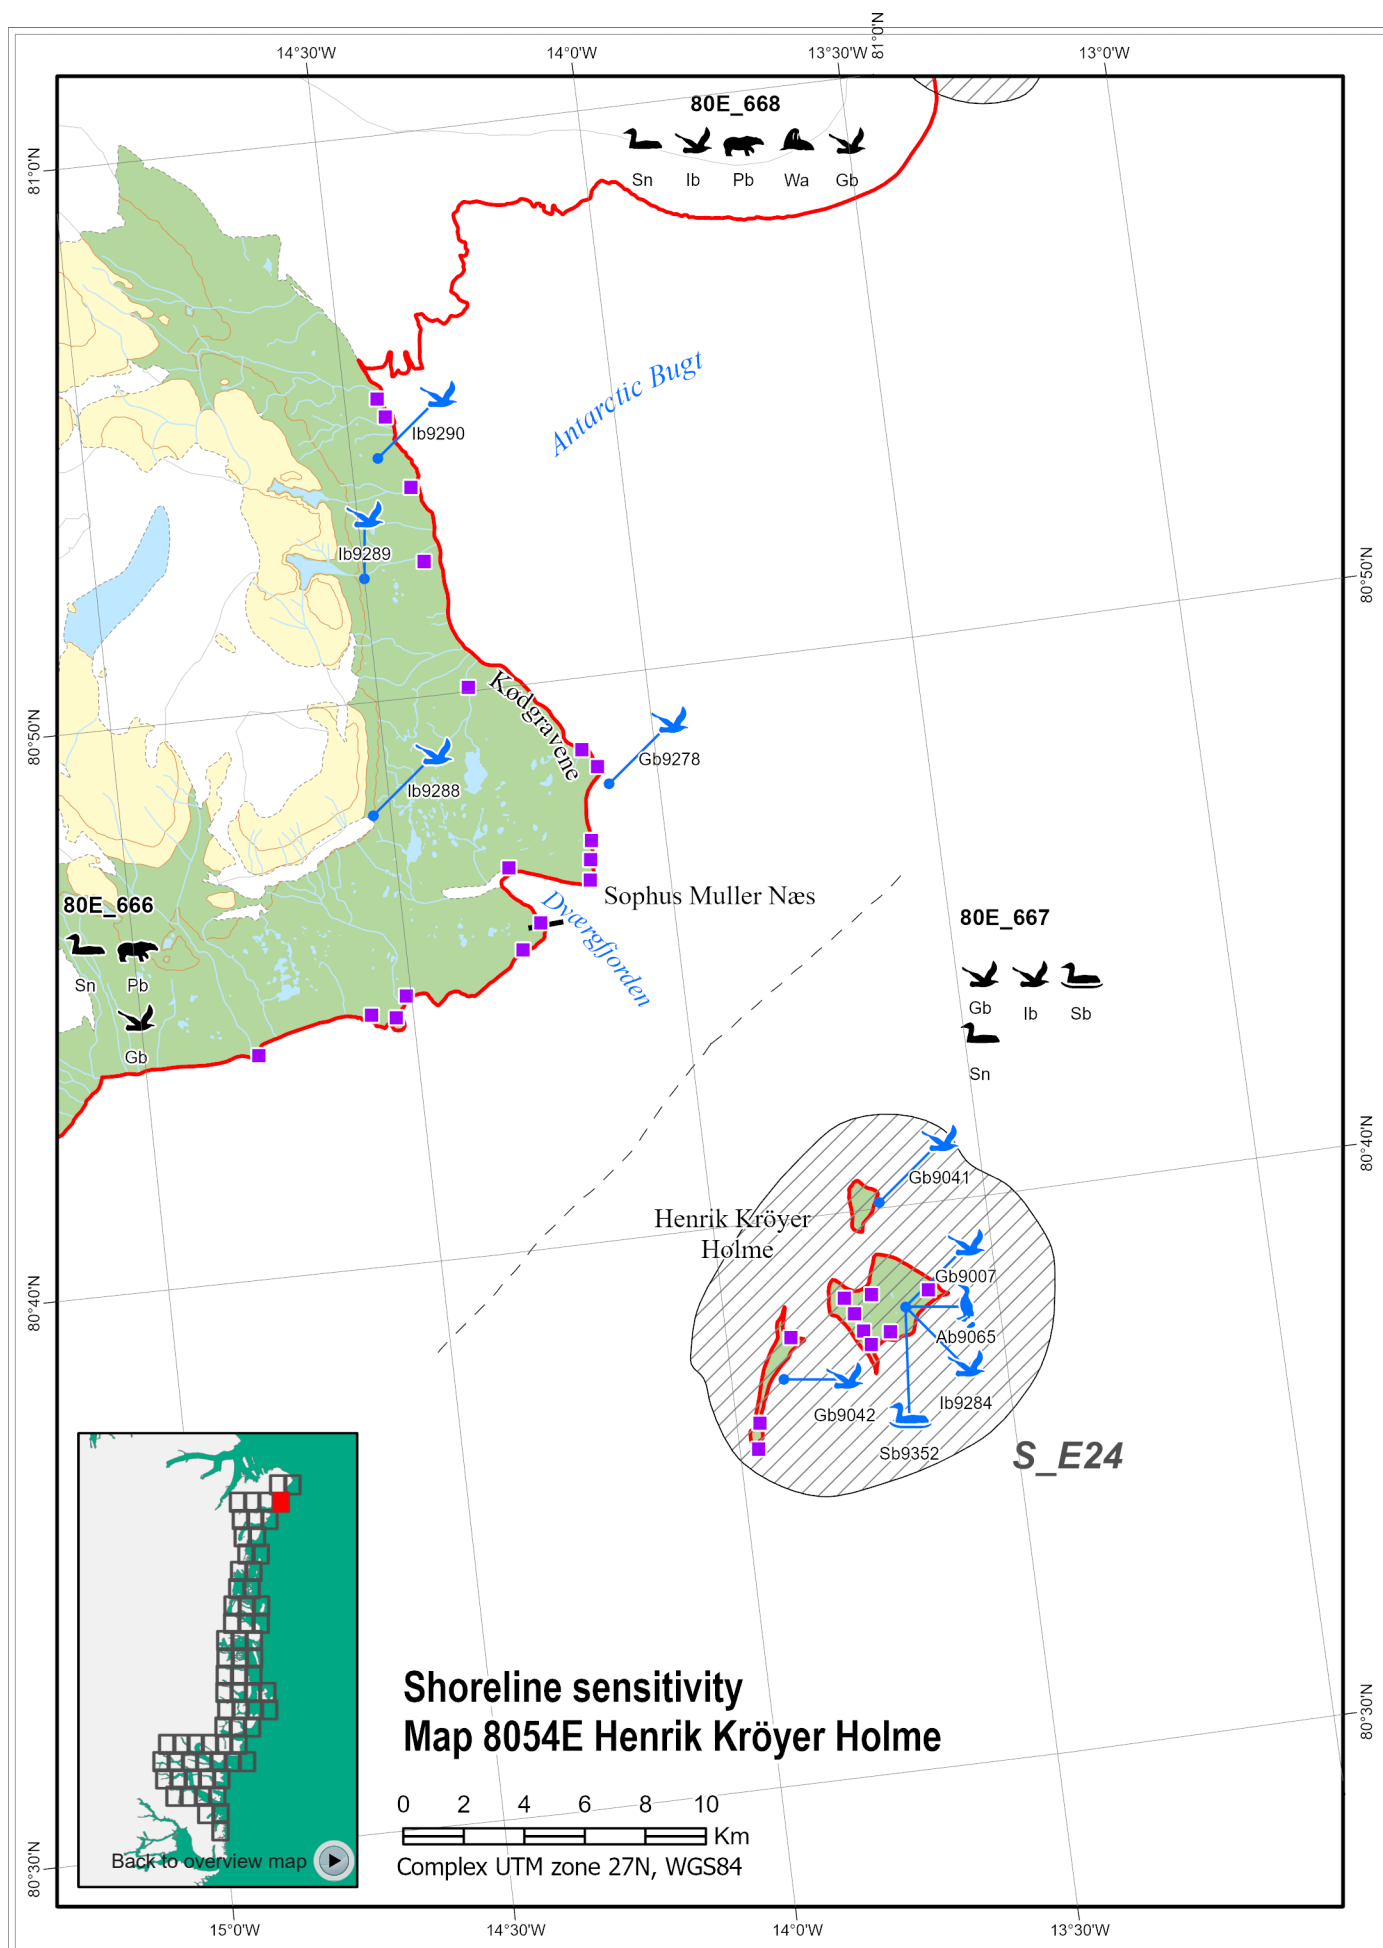 14°30'W
14°0'W
13°30'W
81°0'N
13°0'W
80E_668
Sn
Ib
Pb
Wa
Gb
81°0'N
Antarctic Bugt
Ib9290
Ib9289
80°50'N
Kødgravene
Gb9278
80°50'N
Ib9288
Sophus Muller Næs
80E_666
Dværgfjorden
80E_667
Sn
Pb
Gb
Ib
Sb
Gb
Sn
80°40'N
Gb9041
Henrik Kröyer
Holme
Gb9007
80°40'N
Ab9065
Ib9284
Gb9042
Sb9352
S_E24
Shoreline sensitivity
Map 8054E Henrik Kröyer Holme
80°30'N
0 2 4 6 8 10
Km
Complex UTM zone 27N, WGS84
Back to overview map
80°30'N
15°0'W
14°30'W
14°0'W
13°30'W